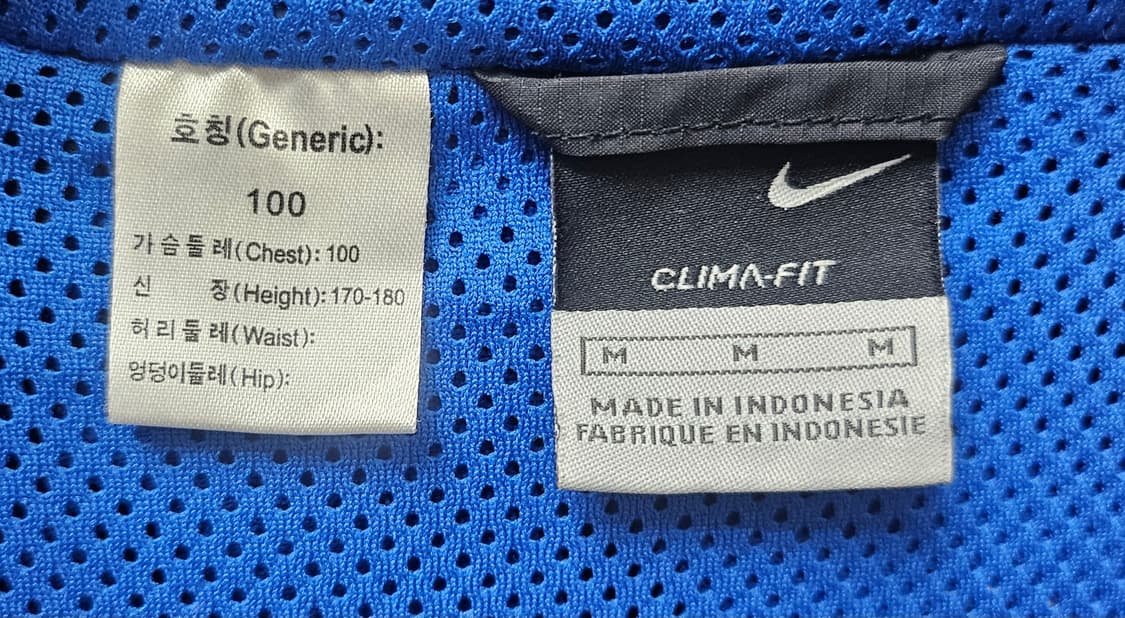 호칭(Generic):
100
가슴둘레(Chest): 100
신 장(Height): 170-180
허리둘레(Waist):
엉덩이둘레(Hip):
CLIMA-FIT
M M M
MADE IN INDONESIA
FABRIQUE EN INDONESIE